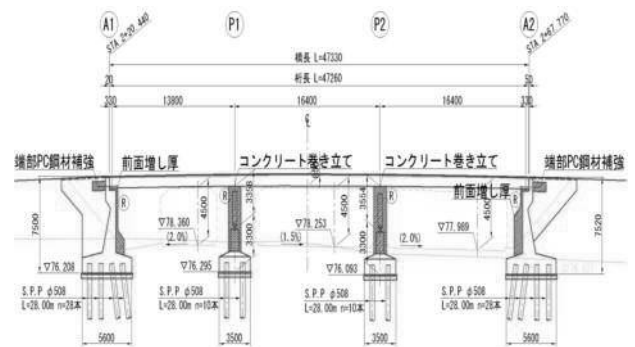 A1
P1
P2
A2
STA.2+20.440
STA.2+67.770
橋長 L=47330
20
桁長 L=47260
50
330
13800
16400
16400
330
端部PC鋼材補強
前面増し厚
コンクリート巻き立て
コンクリート巻き立て
端部PC鋼材補強
前面増し厚
R
R
R
R
7500
4500
3358
4500
3554
4500
7520
▽78.360
▽78.253
▽77.989
(2.0%)
(1.5%)
(2.0%)
3300
3300
▽76.208
▽76.295
▽76.093
S.P.P φ508
L=28.00m n=28本
S.P.P φ508
L=28.00m n=10本
S.P.P φ508
L=28.00m n=10本
S.P.P φ508
L=28.00m n=28本
5600
3500
3500
5600